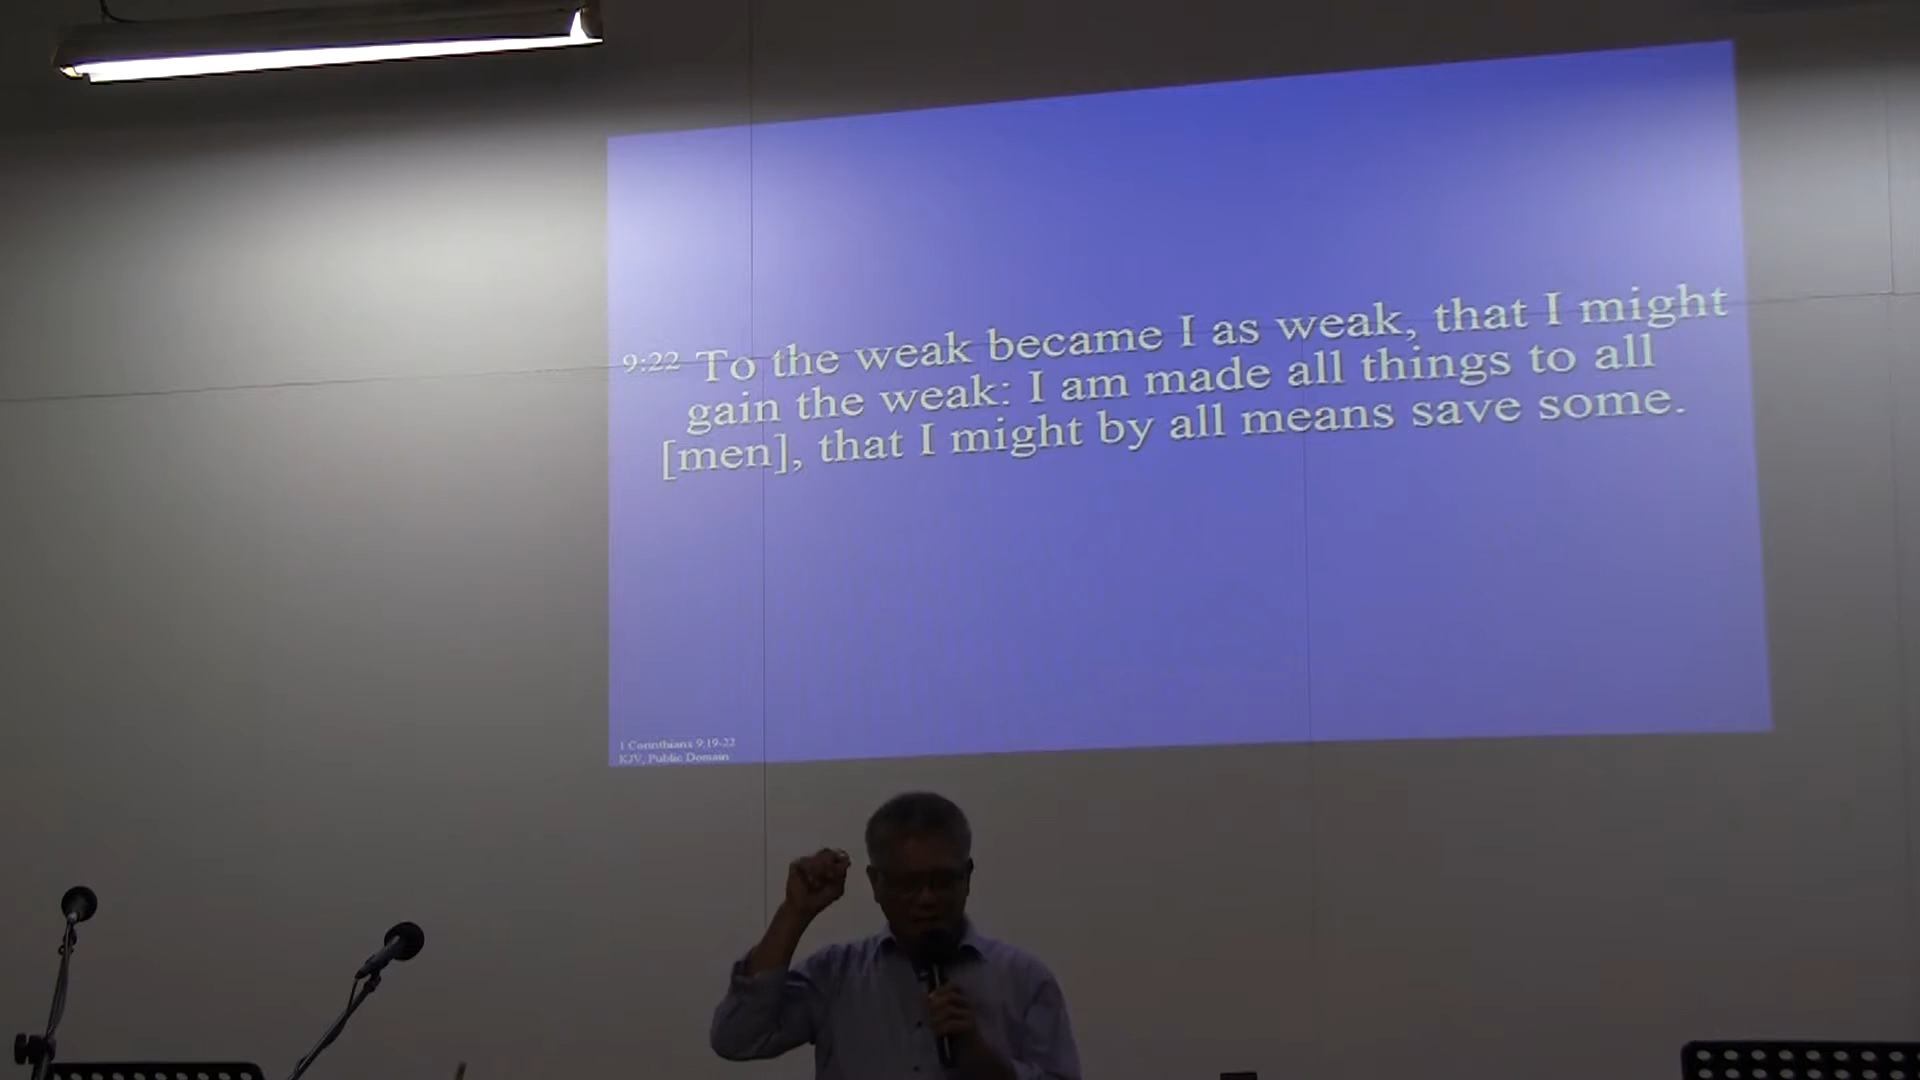 9:22 To the weak became I as weak, that I might
gain the weak: I am made all things to all
[men], that I might by all means save some.
1 Corinthians 9:19-22
KJV, Public Domain